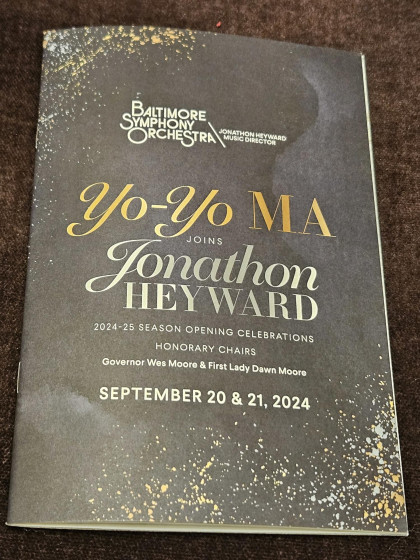 BALTIMORE
SYMPHONY
ORCHESTRA
JONATHON HEYWARD
MUSIC DIRECTOR
Yo-Yo MA
JOINS
Jonathon
HEYWARD
2024-25 SEASON OPENING CELEBRATIONS
HONORARY CHAIRS
Governor Wes Moore & First Lady Dawn Moore
SEPTEMBER 20 & 21, 2024